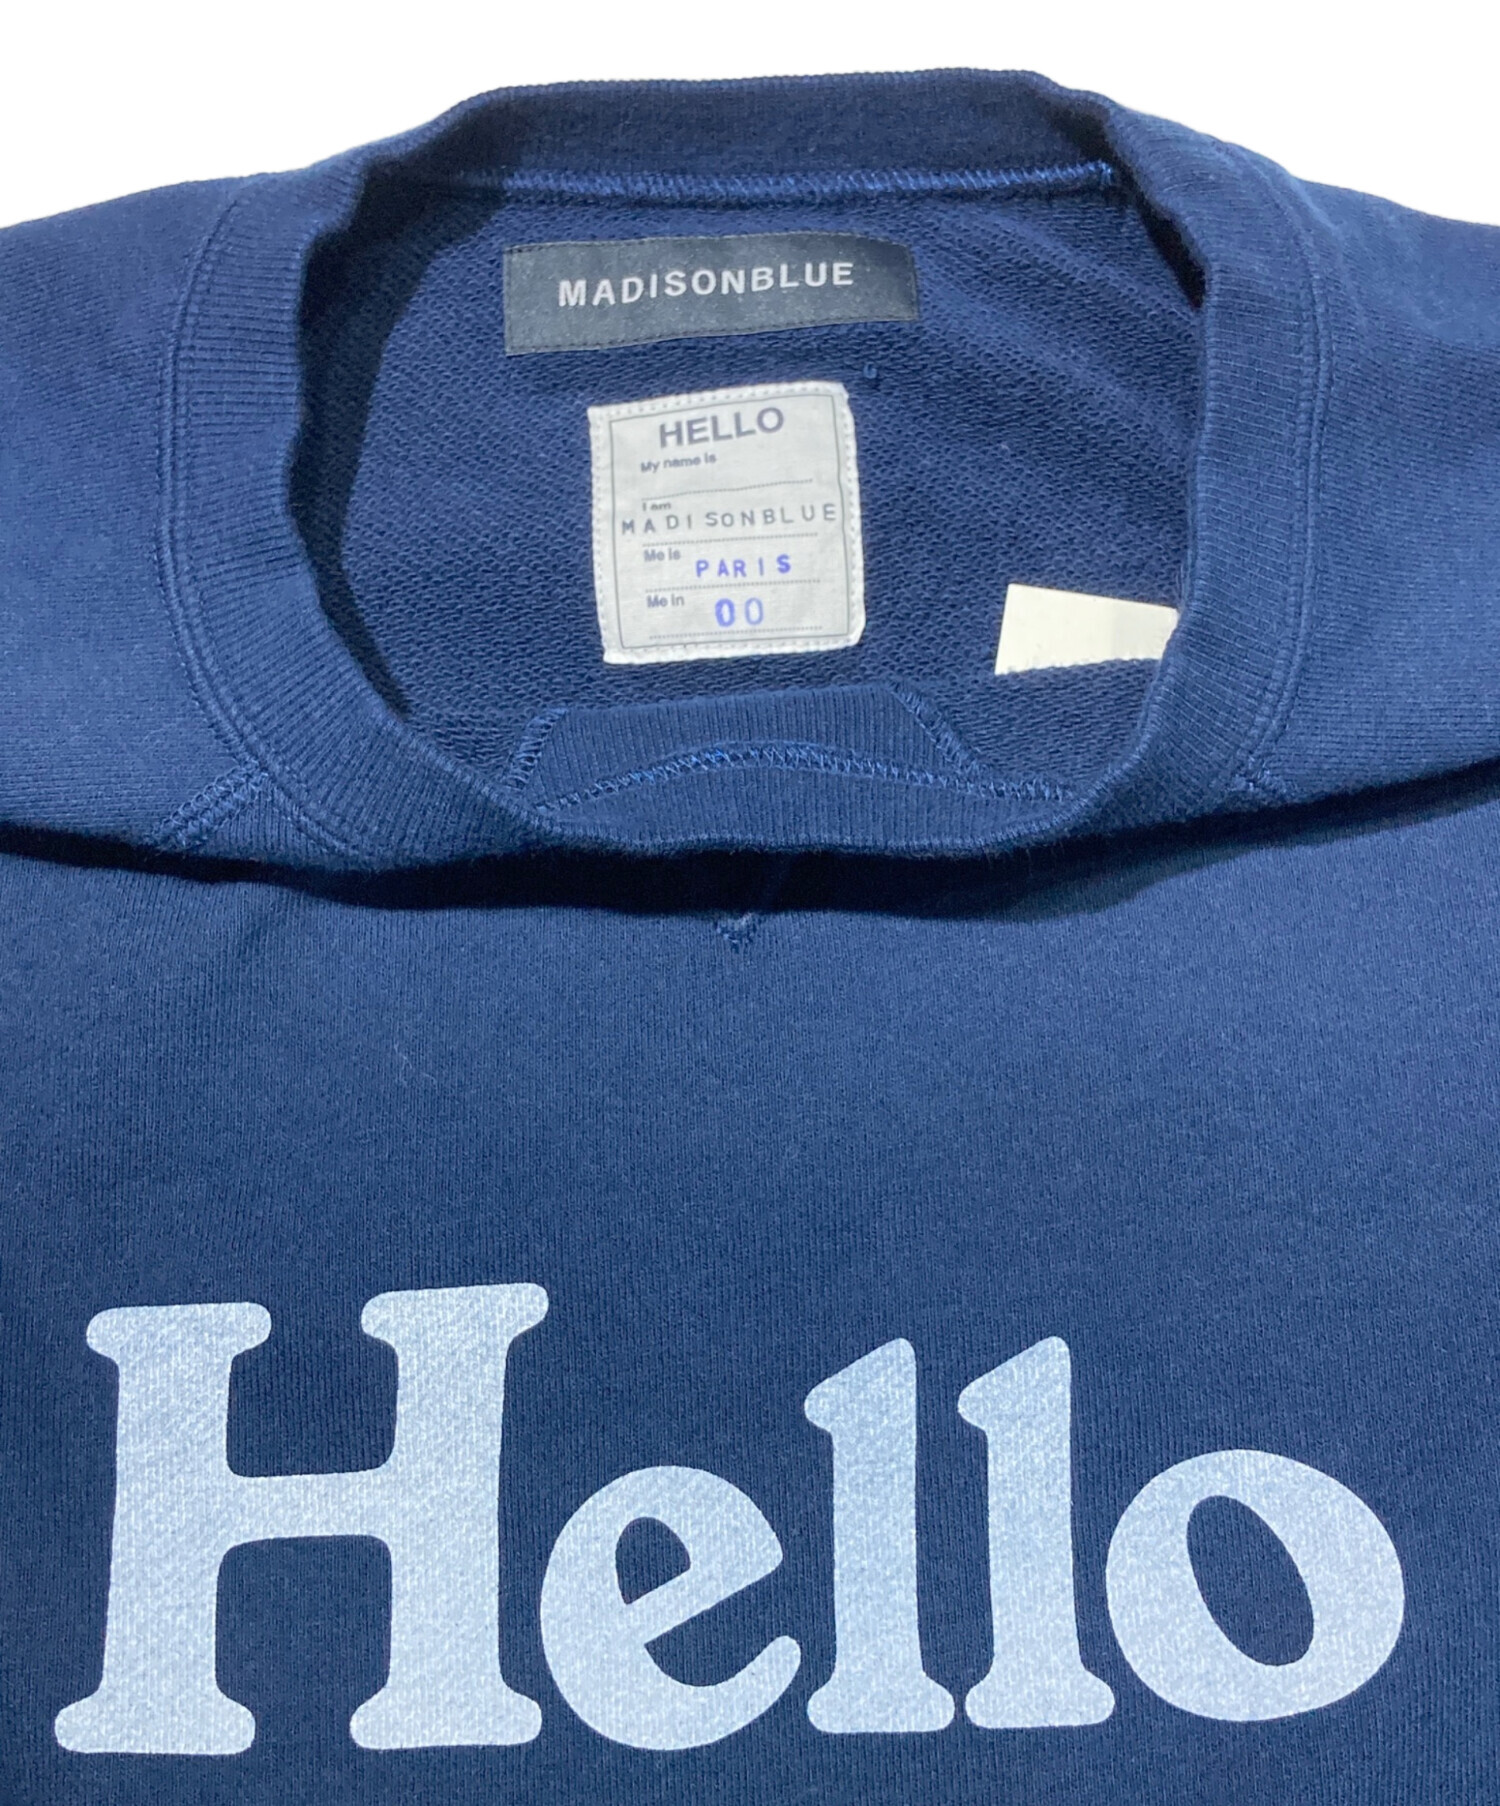 MADISONBLUE
HELLO
My name is
I am
MADISONBLUE
Me is PARIS
Me in 00
Hello